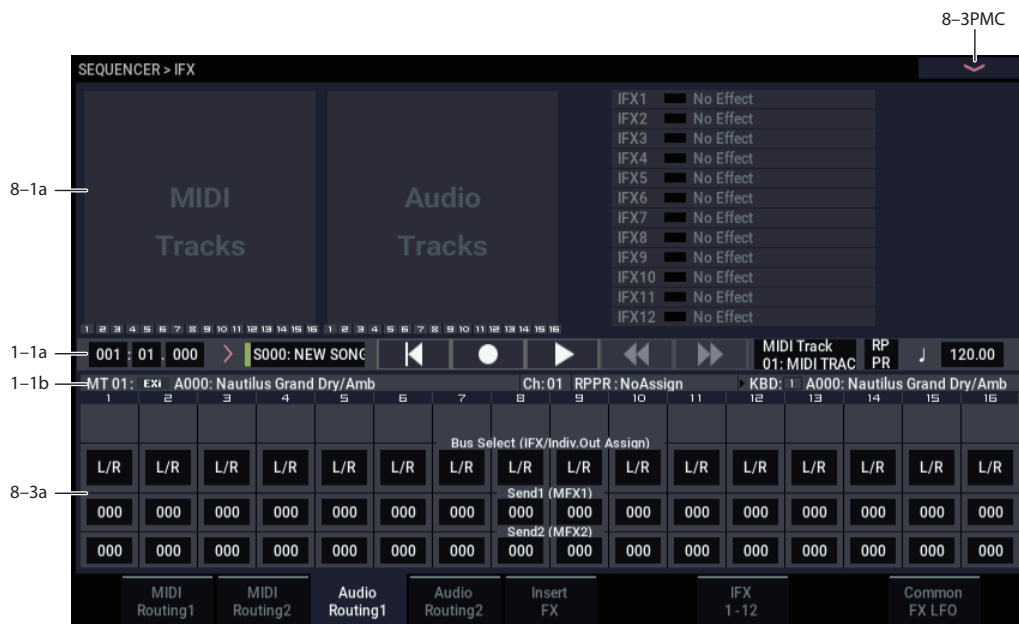 8–3PMC
SEQUENCER > IFX
IFX1 No Effect
IFX2 No Effect
IFX3 No Effect
IFX4 No Effect
IFX5 No Effect
IFX6 No Effect
IFX7 No Effect
IFX8 No Effect
IFX9 No Effect
IFX10 No Effect
IFX11 No Effect
IFX12 No Effect
8–1a
MIDI
Tracks
Audio
Tracks
1 2 3 4 5 6 7 8 9 10 11 12 13 14 15 16 1 2 3 4 5 6 7 8 9 10 11 12 13 14 15 16
1–1a
001 : 01 . 000 S000: NEW SONG MIDI Track RP
01: MIDI TRAC PR
♩ 120.00
1–1b
MT 01: EXi A000: Nautilus Grand Dry/Amb Ch: 01 RPPR : NoAssign KBD: 1 A000: Nautilus Grand Dry/Amb
1 2 3 4 5 6 7 8 9 10 11 12 13 14 15 16
Bus Select (IFX/Indiv.Out Assign)
L/R L/R L/R L/R L/R L/R L/R L/R L/R L/R L/R L/R L/R L/R L/R L/R
8–3a
Send1 (MFX1)
000 000 000 000 000 000 000 000 000 000 000 000 000 000 000 000
Send2 (MFX2)
000 000 000 000 000 000 000 000 000 000 000 000 000 000 000 000
MIDI
Routing1
MIDI
Routing2
Audio
Routing1
Audio
Routing2
Insert
FX
IFX
1 -12
Common
FX LFO